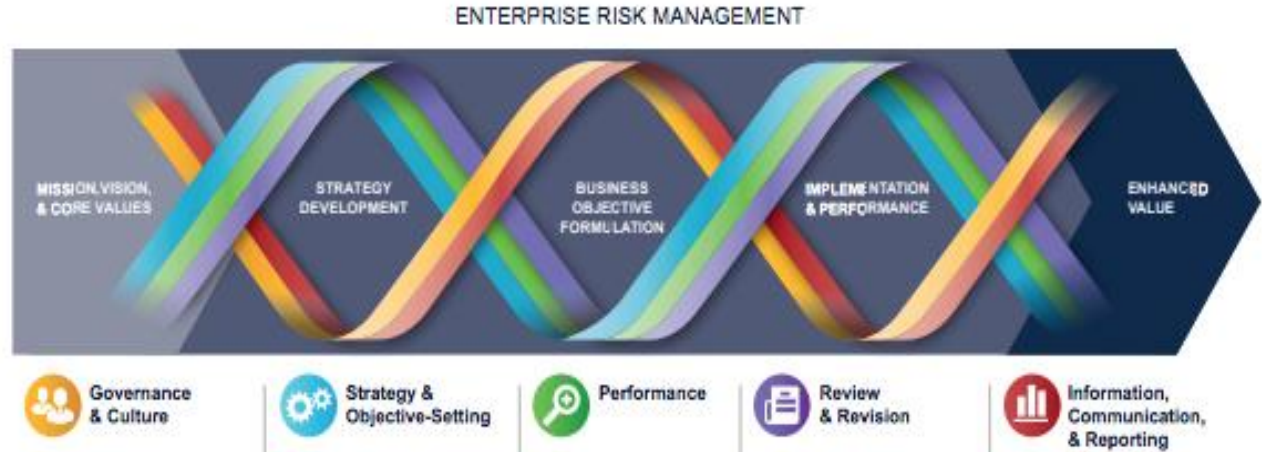 ENTERPRISE RISK MANAGEMENT
MISSION, VISION,
& CORE VALUES
STRATEGY
DEVELOPMENT
BUSINESS
OBJECTIVE
FORMULATION
IMPLEMENTATION
& PERFORMANCE
ENHANCED
VALUE
Governance
& Culture
Strategy &
Objective-Setting
Performance
Review
& Revision
Information,
Communication,
& Reporting